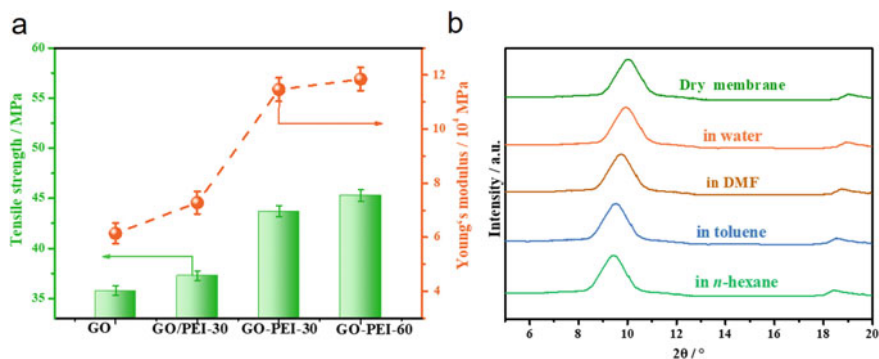 a
60
55
50
45
40
35
Tensile strength / MPa
12
10
8
6
4
Young's modulus / 10⁴ MPa
GO
GO/PEI-30
GO-PEI-30
GO-PEI-60
b
Intensity / a.u.
Dry membrane
in water
in DMF
in toluene
in n-hexane
6
8
10
12
14
16
18
20
2θ / °